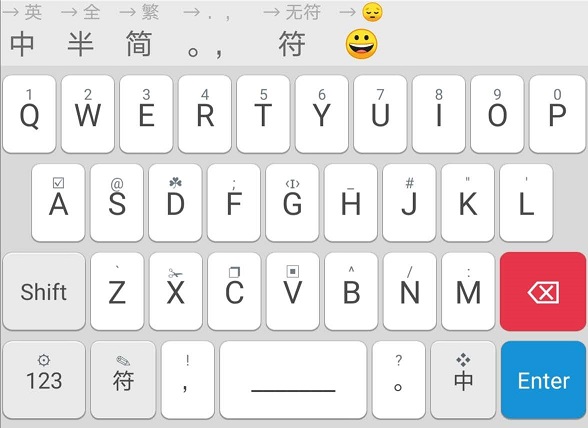 → 英 → 全 → 繁 → . , → 无符 → 😔
中 半 简 。, 符 😀
1 2 3 4 5 6 7 8 9 0
Q W E R T Y U I O P
☑ @ ☘ ; ‹I› _ # " '
A S D F G H J K L
` ✂ ❐ ▣ ^ / :
Shift Z X C V B N M ⌫
⚙ ✎ ! ? ❖
123 符 , 。 中 Enter